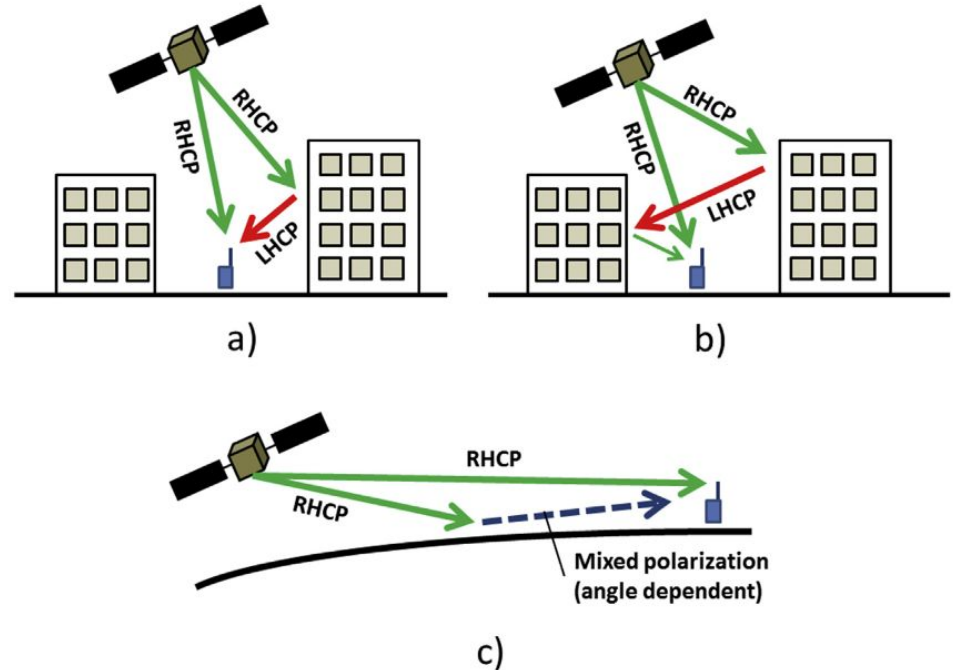 RHCP
RHCP
LHCP
a)
RHCP
RHCP
LHCP
b)
RHCP
RHCP
Mixed polarization
(angle dependent)
c)